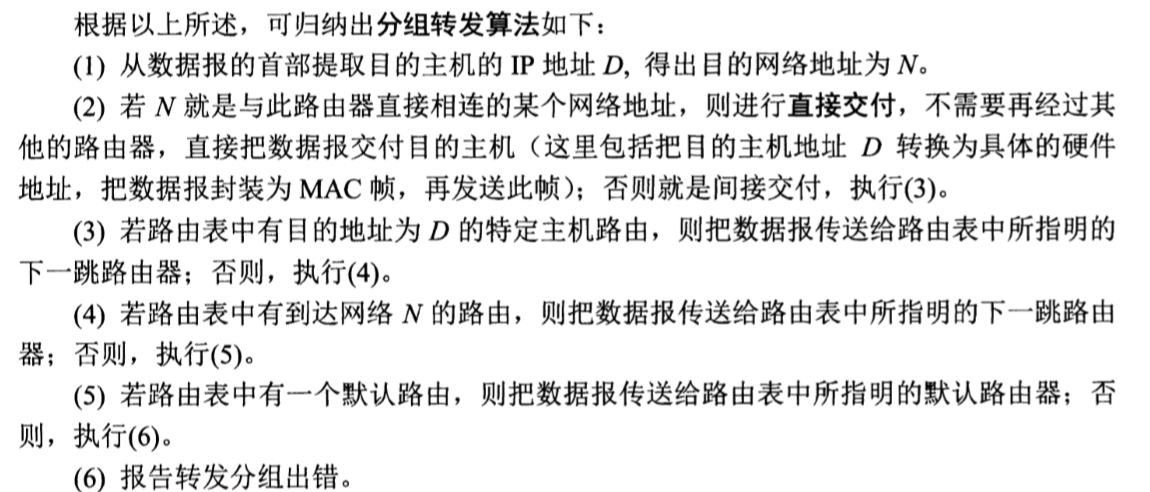 根据以上所述，可归纳出分组转发算法如下：
(1) 从数据报的首部提取目的主机的 IP 地址 D, 得出目的网络地址为 N。
(2) 若 N 就是与此路由器直接相连的某个网络地址，则进行直接交付，不需要再经过其
他的路由器，直接把数据报交付目的主机（这里包括把目的主机地址 D 转换为具体的硬件
地址，把数据报封装为 MAC 帧，再发送此帧）；否则就是间接交付，执行(3)。
(3) 若路由表中有目的地址为 D 的特定主机路由，则把数据报传送给路由表中所指明的
下一跳路由器；否则，执行(4)。
(4) 若路由表中有到达网络 N 的路由，则把数据报传送给路由表中所指明的下一跳路由
器；否则，执行(5)。
(5) 若路由表中有一个默认路由，则把数据报传送给路由表中所指明的默认路由器；否
则，执行(6)。
(6) 报告转发分组出错。